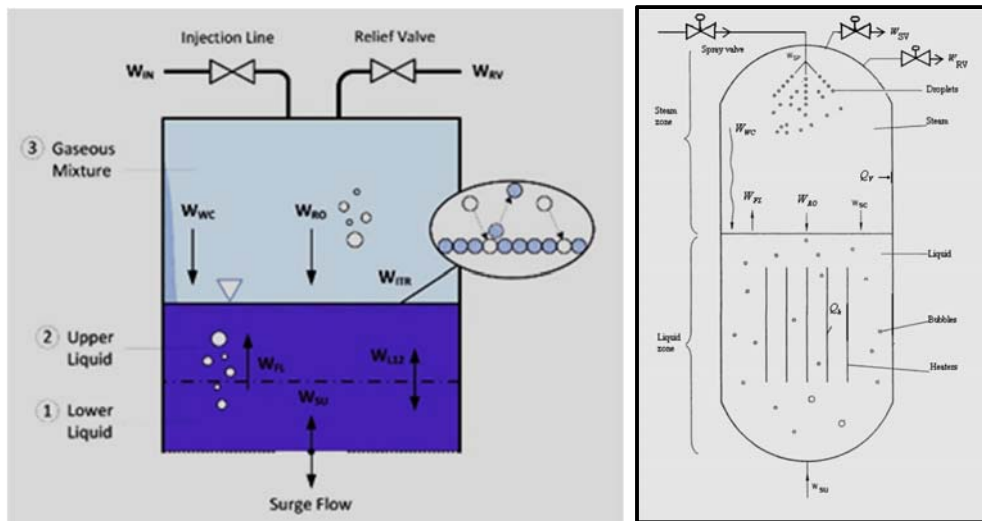 Injection Line
Relief Valve
W_IN
W_RV
3 Gaseous
Mixture
W_WC
W_RO
W_ITR
2 Upper
Liquid
W_FL
W_L12
W_SU
1 Lower
Liquid
Surge Flow
Spray valve
W_SP
W_SV
W_RV
Droplets
Steam
zone
Steam
W_WC
Q_V
W_FL
W_RO
W_SC
Liquid
Q_h
Liquid
zone
Bubbles
Heaters
W_SU